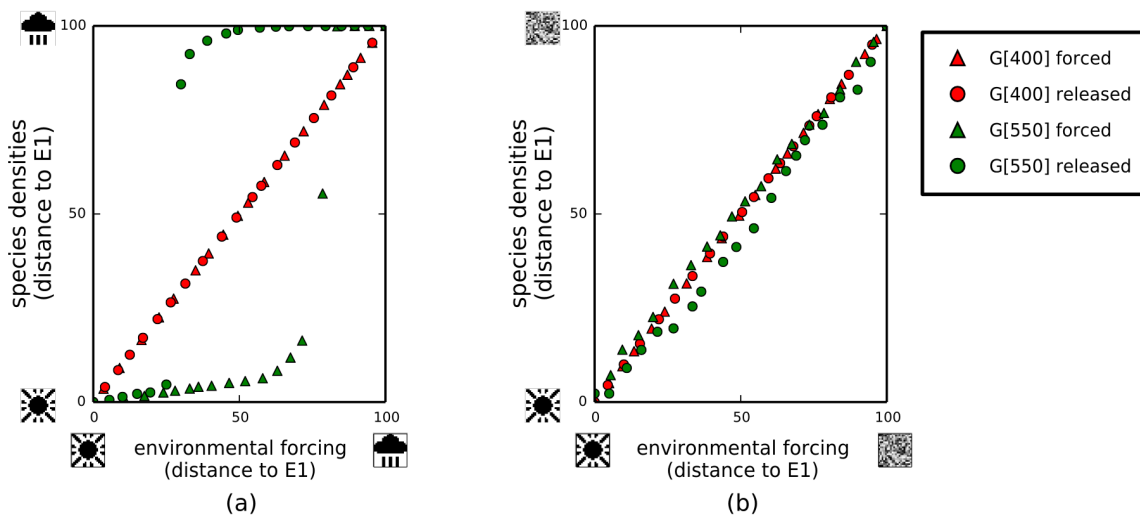 100
50
0
0
50
100
species densities
(distance to E1)
environmental forcing
(distance to E1)
(a)
100
50
0
0
50
100
species densities
(distance to E1)
environmental forcing
(distance to E1)
(b)
G[400] forced
G[400] released
G[550] forced
G[550] released